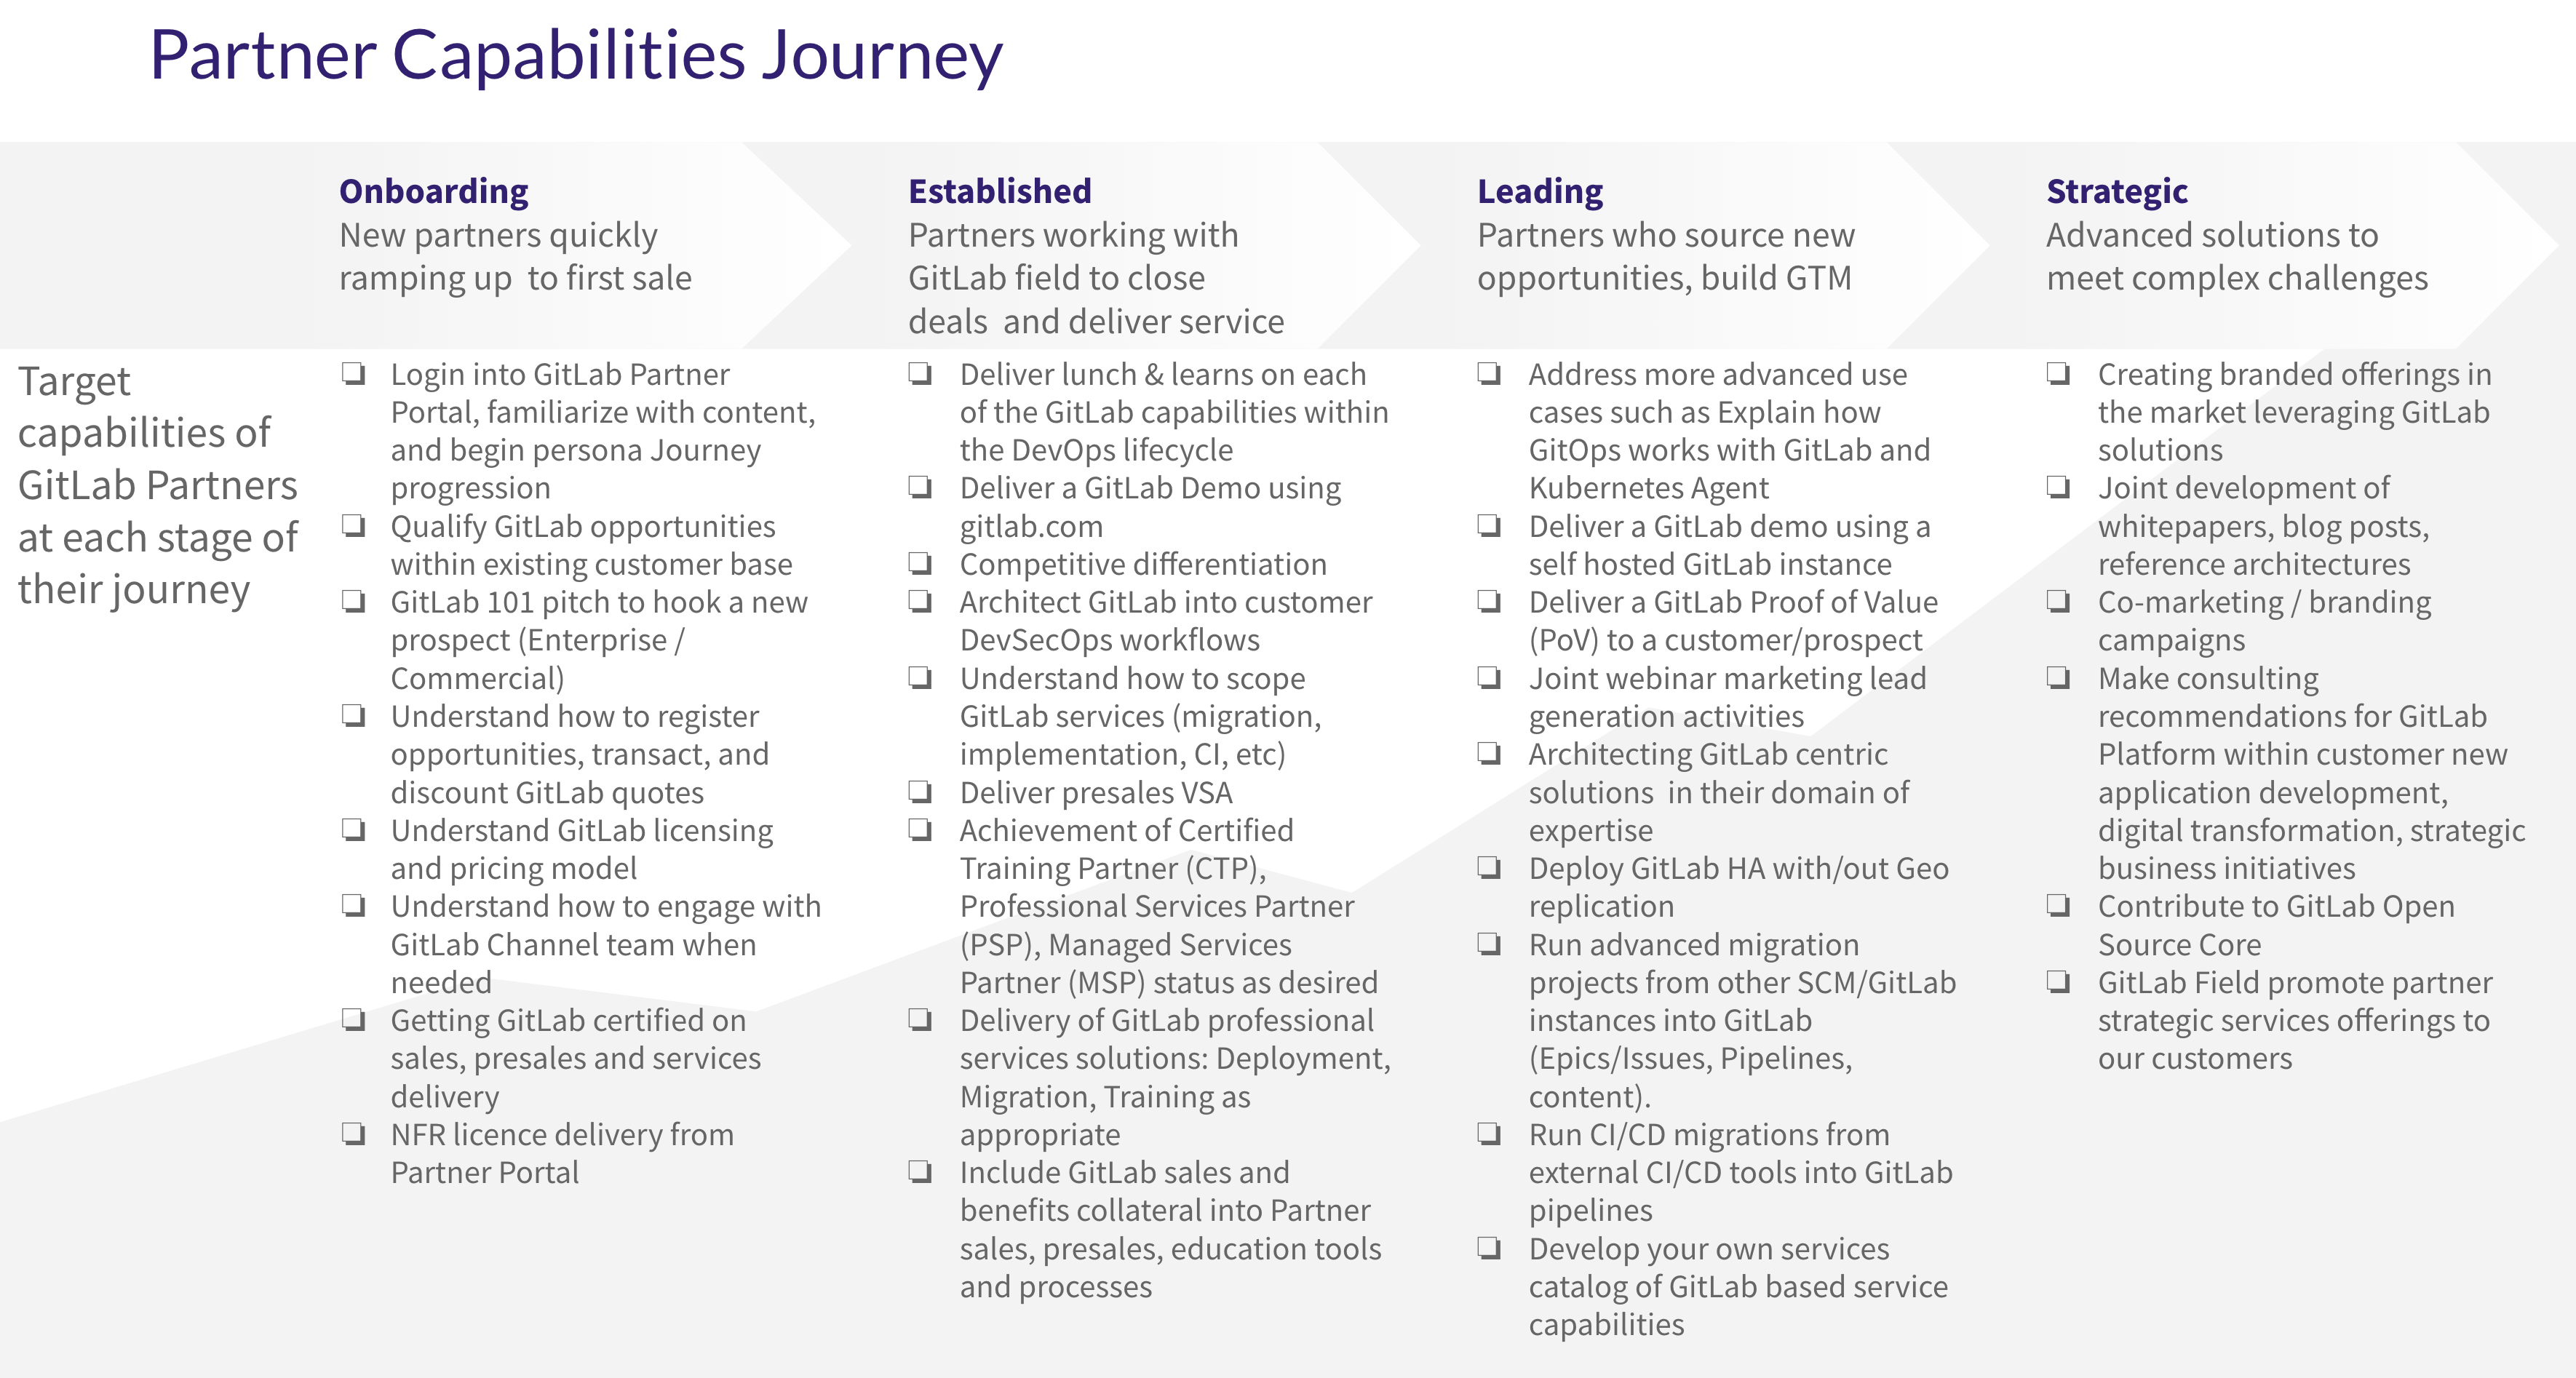 Partner Capabilities Journey
Onboarding
New partners quickly
ramping up  to first sale
Established
Partners working with
GitLab field to close
deals  and deliver service
Leading
Partners who source new
opportunities, build GTM
Strategic
Advanced solutions to
meet complex challenges
Target
capabilities of
GitLab Partners
at each stage of
their journey
❏ Login into GitLab Partner
Portal, familiarize with content,
and begin persona Journey
progression
❏ Qualify GitLab opportunities
within existing customer base
❏ GitLab 101 pitch to hook a new
prospect (Enterprise /
Commercial)
❏ Understand how to register
opportunities, transact, and
discount GitLab quotes
❏ Understand GitLab licensing
and pricing model
❏ Understand how to engage with
GitLab Channel team when
needed
❏ Getting GitLab certified on
sales, presales and services
delivery
❏ NFR licence delivery from
Partner Portal
❏ Deliver lunch & learns on each
of the GitLab capabilities within
the DevOps lifecycle
❏ Deliver a GitLab Demo using
gitlab.com
❏ Competitive differentiation
❏ Architect GitLab into customer
DevSecOps workflows
❏ Understand how to scope
GitLab services (migration,
implementation, CI, etc)
❏ Deliver presales VSA
❏ Achievement of Certified
Training Partner (CTP),
Professional Services Partner
(PSP), Managed Services
Partner (MSP) status as desired
❏ Delivery of GitLab professional
services solutions: Deployment,
Migration, Training as
appropriate
❏ Include GitLab sales and
benefits collateral into Partner
sales, presales, education tools
and processes
❏ Address more advanced use
cases such as Explain how
GitOps works with GitLab and
Kubernetes Agent
❏ Deliver a GitLab demo using a
self hosted GitLab instance
❏ Deliver a GitLab Proof of Value
(PoV) to a customer/prospect
❏ Joint webinar marketing lead
generation activities
❏ Architecting GitLab centric
solutions  in their domain of
expertise
❏ Deploy GitLab HA with/out Geo
replication
❏ Run advanced migration
projects from other SCM/GitLab
instances into GitLab
(Epics/Issues, Pipelines,
content).
❏ Run CI/CD migrations from
external CI/CD tools into GitLab
pipelines
❏ Develop your own services
catalog of GitLab based service
capabilities
❏ Creating branded offerings in
the market leveraging GitLab
solutions
❏ Joint development of
whitepapers, blog posts,
reference architectures
❏ Co-marketing / branding
campaigns
❏ Make consulting
recommendations for GitLab
Platform within customer new
application development,
digital transformation, strategic
business initiatives
❏ Contribute to GitLab Open
Source Core
❏ GitLab Field promote partner
strategic services offerings to
our customers